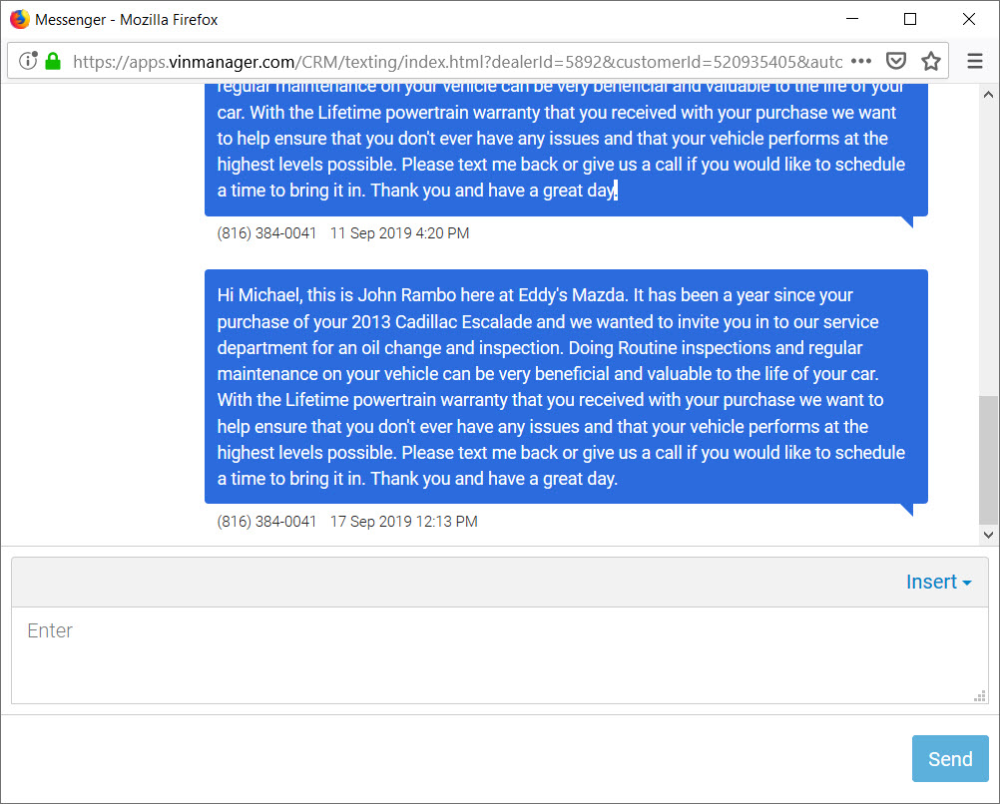 Messenger - Mozilla Firefox
https://apps.vinmanager.com/CRM/texting/index.html?dealerId=5892&customerId=520935405&autc
regular maintenance on your vehicle can be very beneficial and valuable to the life of your
car. With the Lifetime powertrain warranty that you received with your purchase we want
to help ensure that you don't ever have any issues and that your vehicle performs at the
highest levels possible. Please text me back or give us a call if you would like to schedule
a time to bring it in. Thank you and have a great day.
(816) 384-0041 11 Sep 2019 4:20 PM
Hi Michael, this is John Rambo here at Eddy's Mazda. It has been a year since your
purchase of your 2013 Cadillac Escalade and we wanted to invite you in to our service
department for an oil change and inspection. Doing Routine inspections and regular
maintenance on your vehicle can be very beneficial and valuable to the life of your car.
With the Lifetime powertrain warranty that you received with your purchase we want to
help ensure that you don't ever have any issues and that your vehicle performs at the
highest levels possible. Please text me back or give us a call if you would like to schedule
a time to bring it in. Thank you and have a great day.
(816) 384-0041 17 Sep 2019 12:13 PM
Insert
Enter
Send